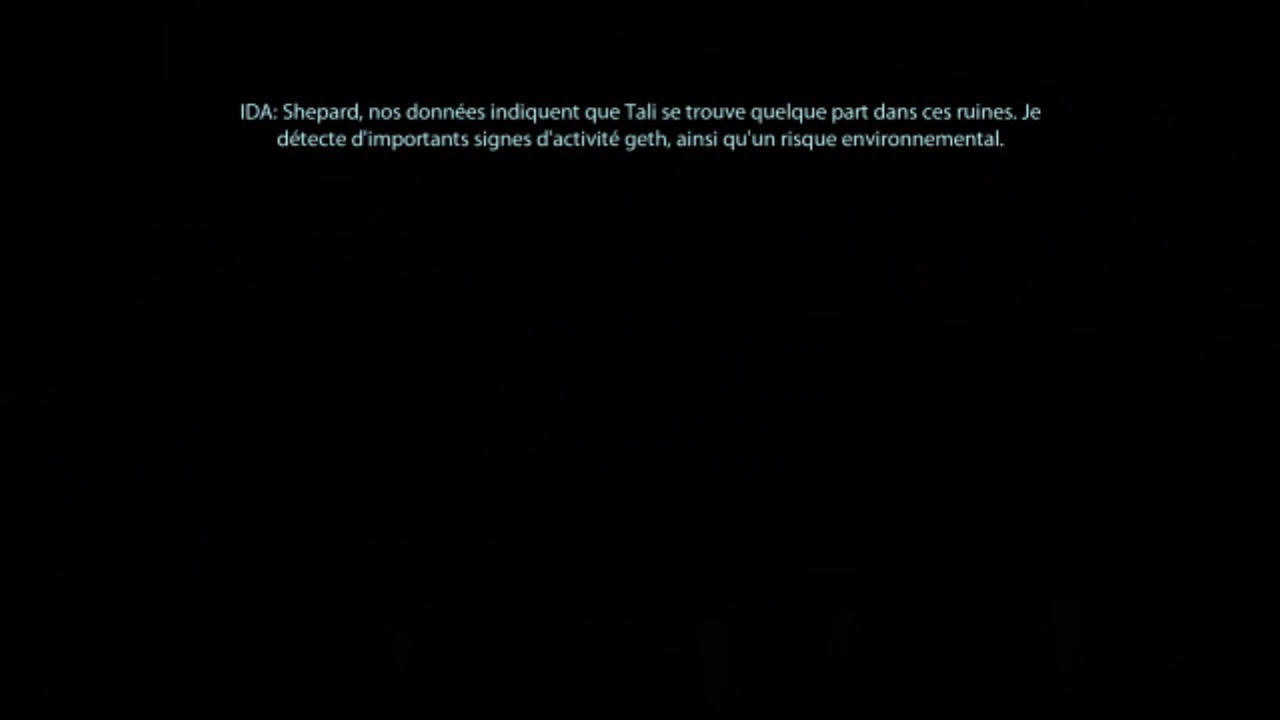 IDA: Shepard, nos données indiquent que Tali se trouve quelque part dans ces ruines. Je
détecte d'importants signes d'activité geth, ainsi qu'un risque environnemental.